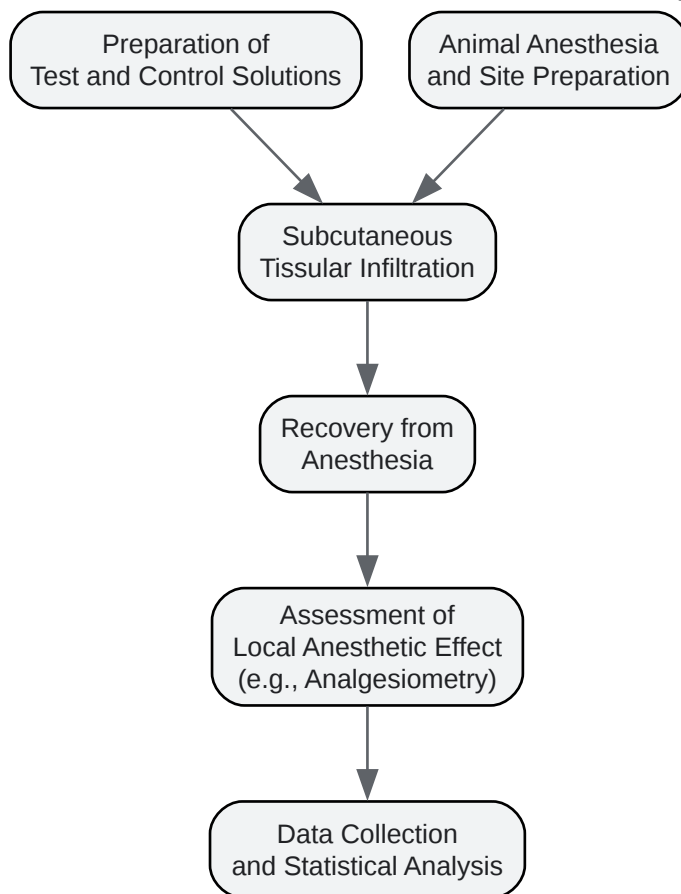 Preparation of
Test and Control Solutions
Animal Anesthesia
and Site Preparation
Subcutaneous
Tissular Infiltration
Recovery from
Anesthesia
Assessment of
Local Anesthetic Effect
(e.g., Analgesiometry)
Data Collection
and Statistical Analysis